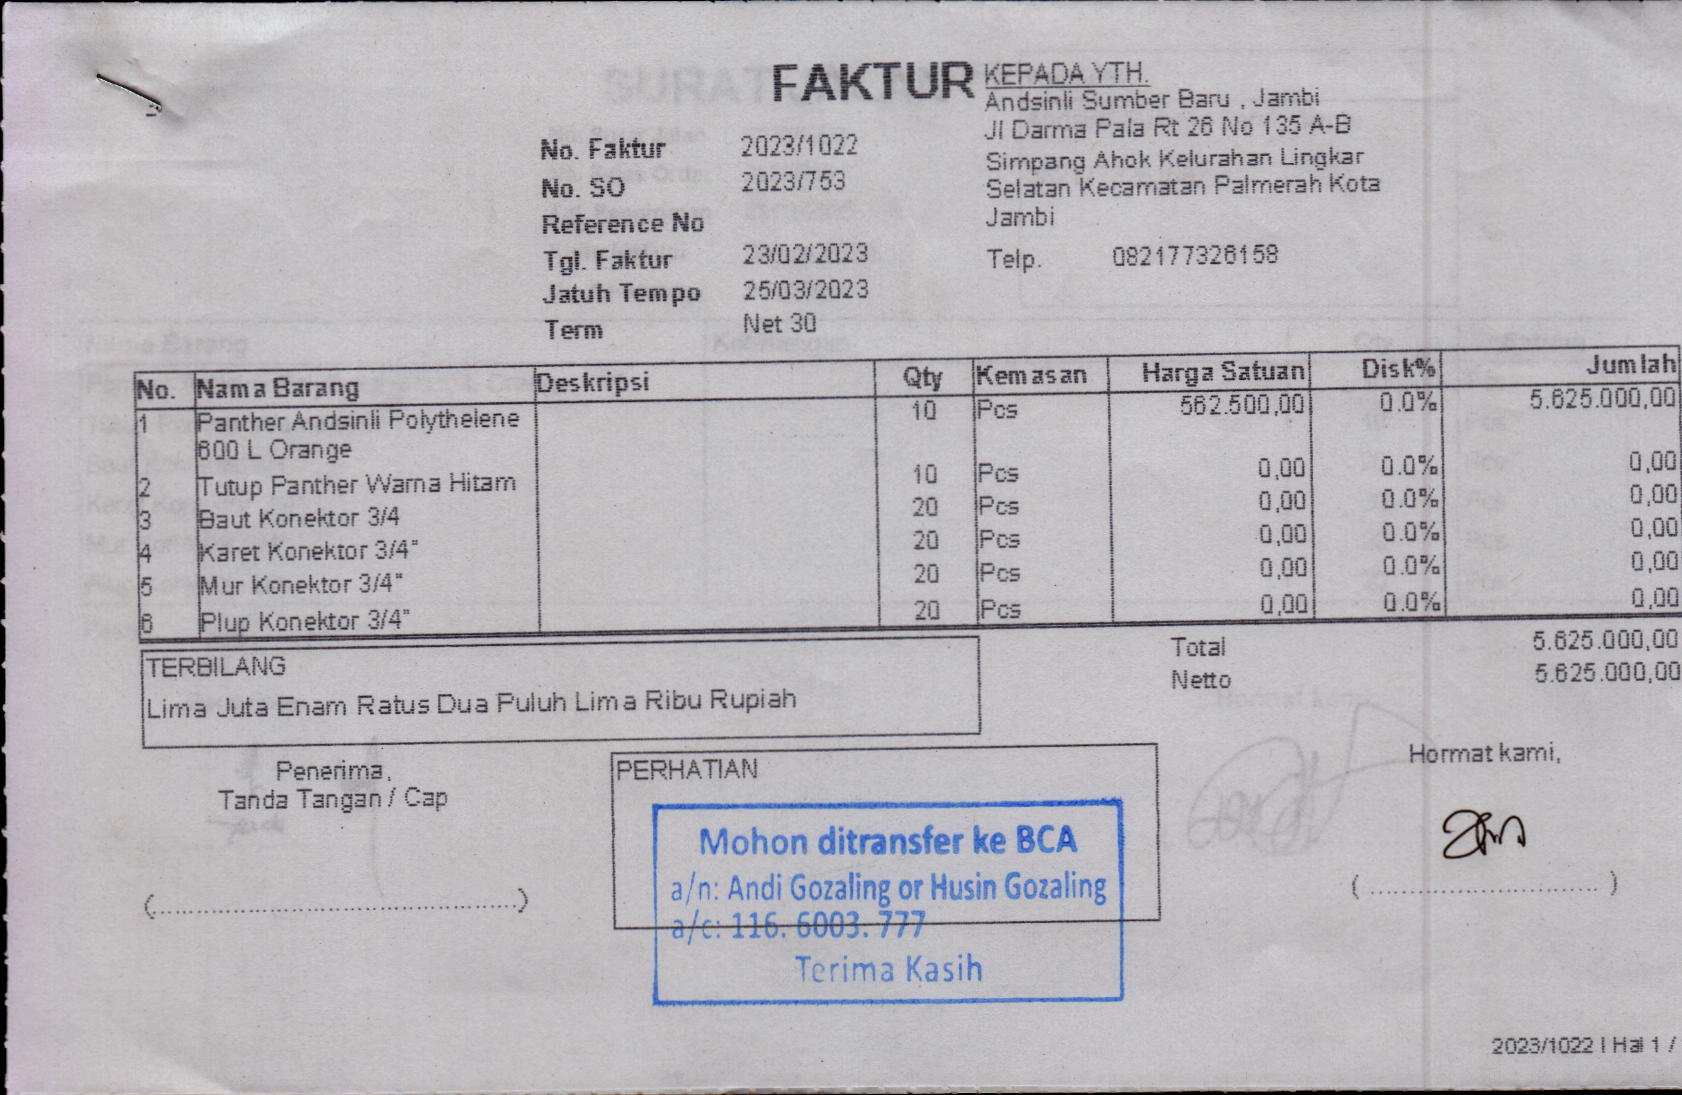 FAKTUR
KEPADA YTH.
Andsinli Sumber Baru , Jambi
Jl Darma Pala Rt 26 No 135 A-B
Simpang Ahok Kelurahan Lingkar
Selatan Kecamatan Palmerah Kota
Jambi
Telp. 082177326158
No. Faktur 2023/1022
No. SO 2023/753
Reference No
Tgl. Faktur 23/02/2023
Jatuh Tempo 25/03/2023
Term Net 30
No. Nama Barang Deskripsi Qty Kemasan Harga Satuan Disk% Jumlah
1 Panther Andsinli Polythelene 10 Pcs 562.500,00 0.0% 5.625.000,00
600 L Orange
2 Tutup Panther Warna Hitam 10 Pcs 0,00 0.0% 0,00
3 Baut Konektor 3/4 20 Pcs 0,00 0.0% 0,00
4 Karet Konektor 3/4" 20 Pcs 0,00 0.0% 0,00
5 Mur Konektor 3/4" 20 Pcs 0,00 0.0% 0,00
6 Plup Konektor 3/4" 20 Pcs 0,00 0.0% 0,00
Total 5.625.000,00
Netto 5.625.000,00
TERBILANG
Lima Juta Enam Ratus Dua Puluh Lima Ribu Rupiah
Penerima,
Tanda Tangan / Cap
(................................................)
PERHATIAN
Mohon ditransfer ke BCA
a/n: Andi Gozaling or Husin Gozaling
a/c: 116. 6003. 777
Terima Kasih
Hormat kami,
( .............................. )
2023/1022 | Hal 1 /